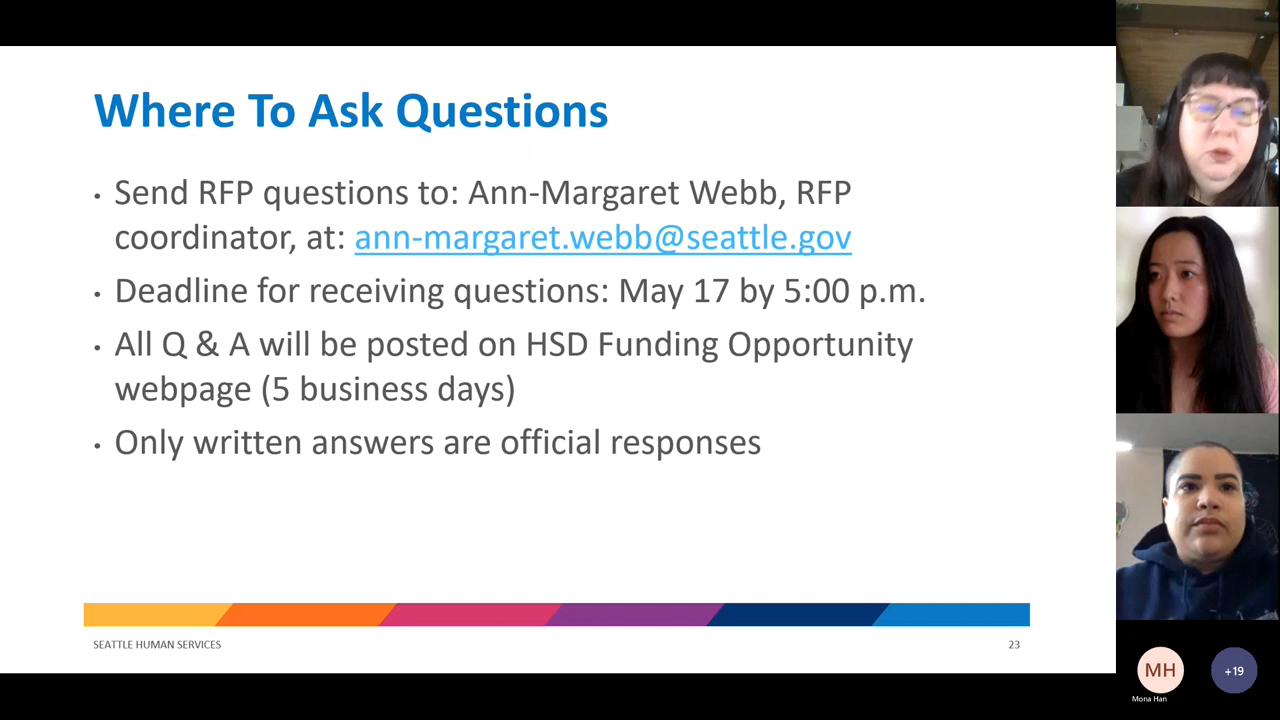 Where To Ask Questions
• Send RFP questions to: Ann-Margaret Webb, RFP
coordinator, at: ann-margaret.webb@seattle.gov
• Deadline for receiving questions: May 17 by 5:00 p.m.
• All Q & A will be posted on HSD Funding Opportunity
webpage (5 business days)
• Only written answers are official responses
SEATTLE HUMAN SERVICES
23
MH
Mona Han
+19